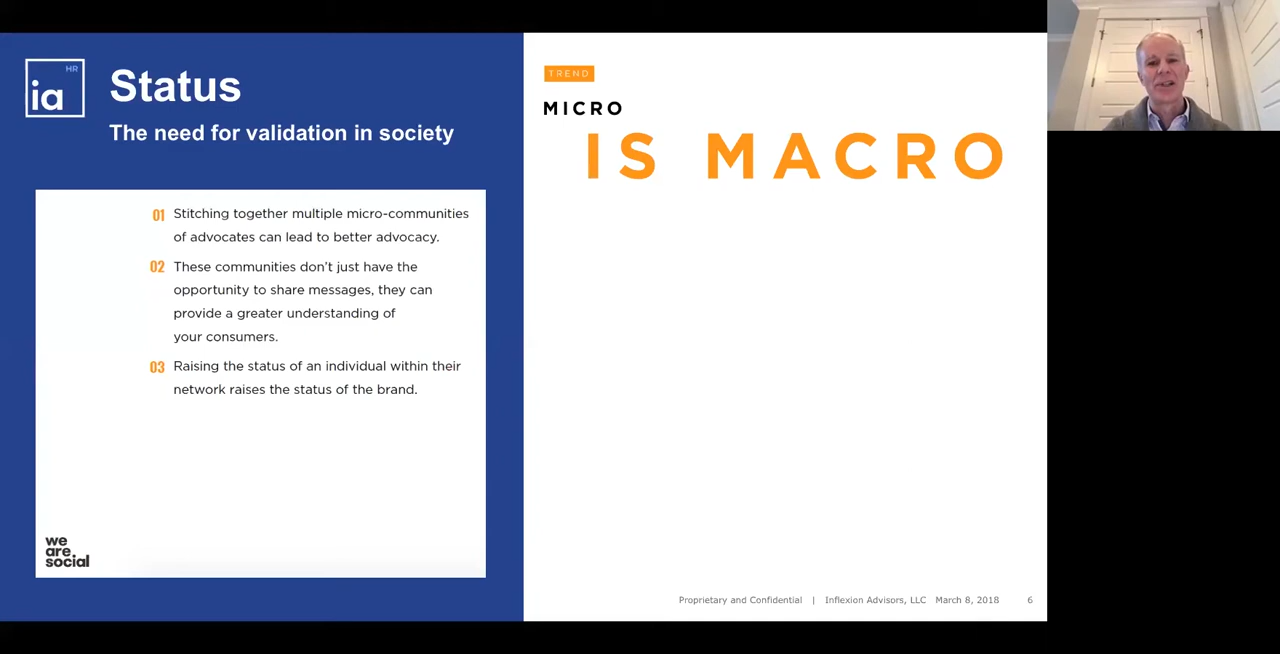 HR
ia
Status
The need for validation in society
01 Stitching together multiple micro-communities
of advocates can lead to better advocacy.
02 These communities don’t just have the
opportunity to share messages, they can
provide a greater understanding of
your consumers.
03 Raising the status of an individual within their
network raises the status of the brand.
we
are
social
TREND
MICRO
IS MACRO
Proprietary and Confidential | Inflexion Advisors, LLC March 8, 2018 6